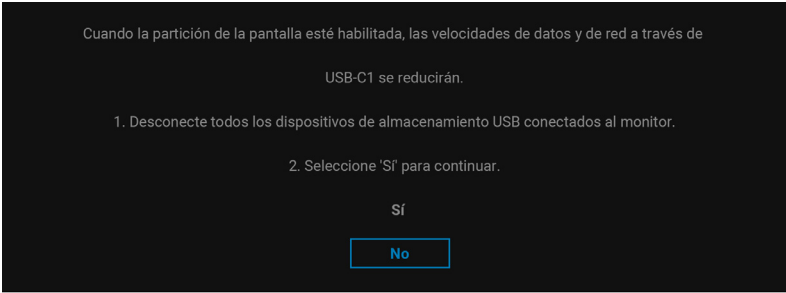 Cuando la partición de la pantalla esté habilitada, las velocidades de datos y de red a través de
USB-C1 se reducirán.
1. Desconecte todos los dispositivos de almacenamiento USB conectados al monitor.
2. Seleccione 'Sí' para continuar.
Sí
No